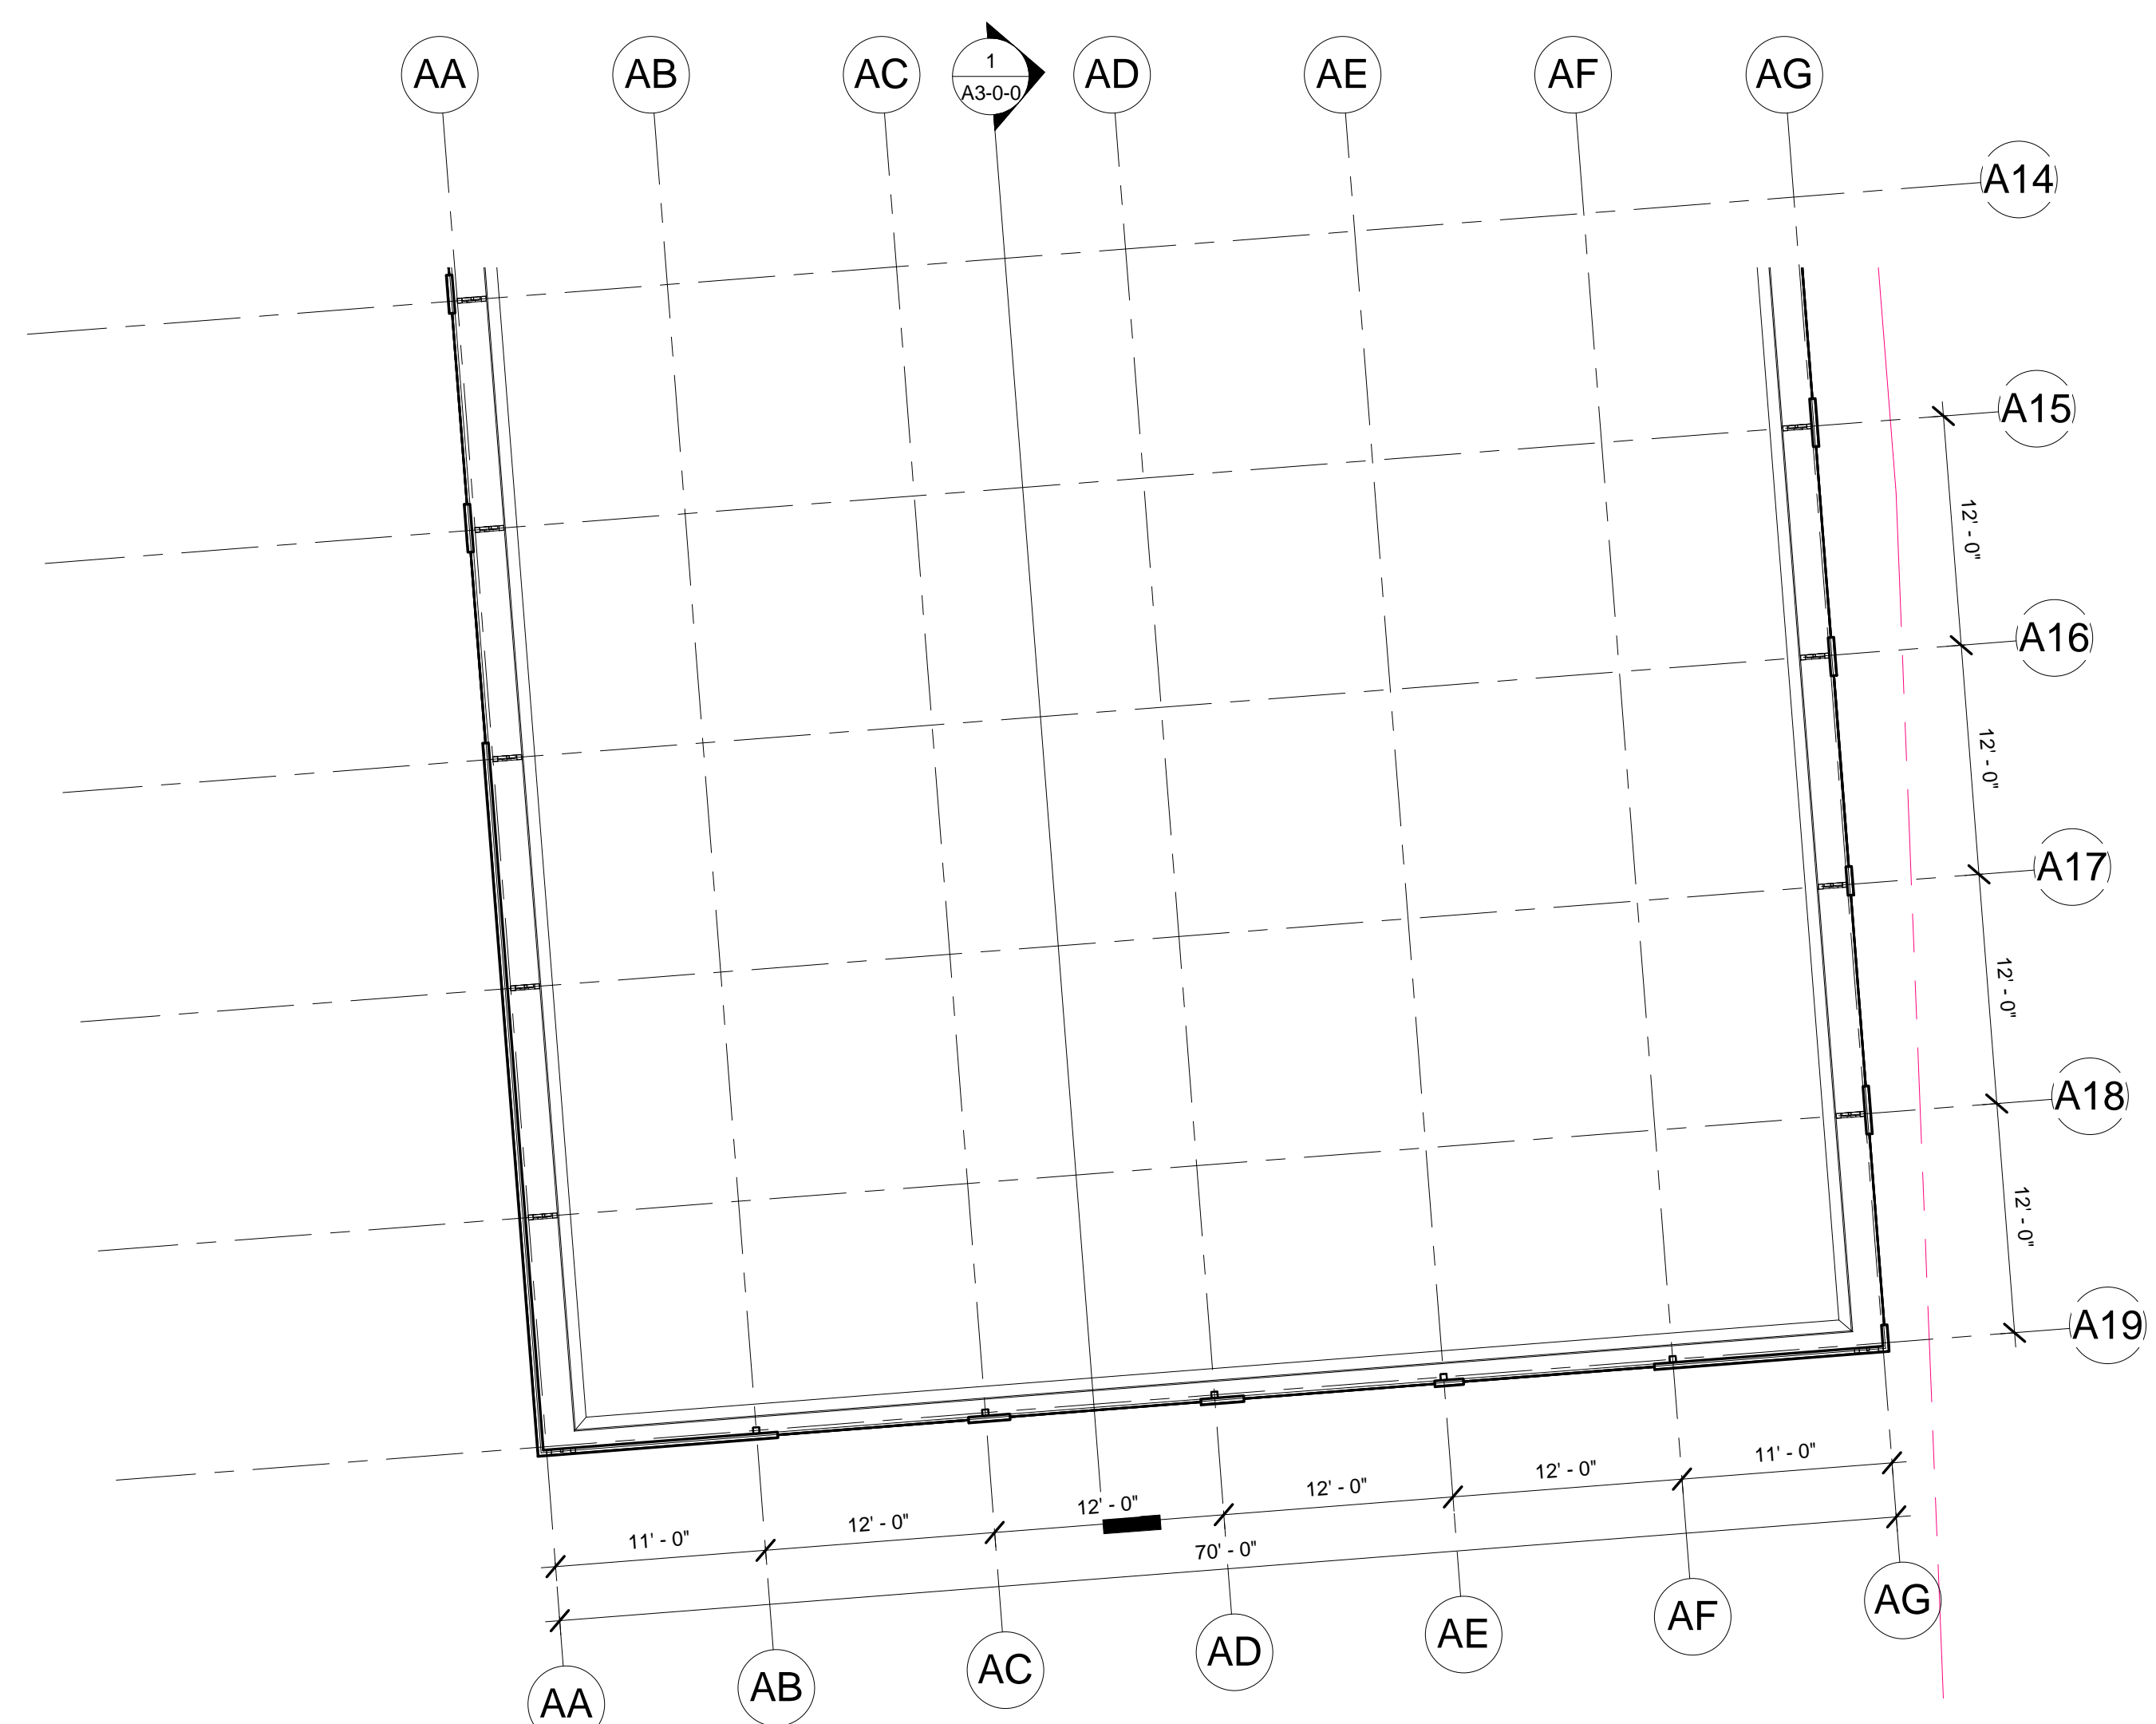 AA
AB
AC
1
A3-0-0
AD
AE
AF
AG
A14
A15
12' - 0"
A16
12' - 0"
A17
12' - 0"
A18
12' - 0"
A19
11' - 0"
12' - 0"
12' - 0"
12' - 0"
12' - 0"
11' - 0"
70' - 0"
AA
AB
AC
AD
AE
AF
AG